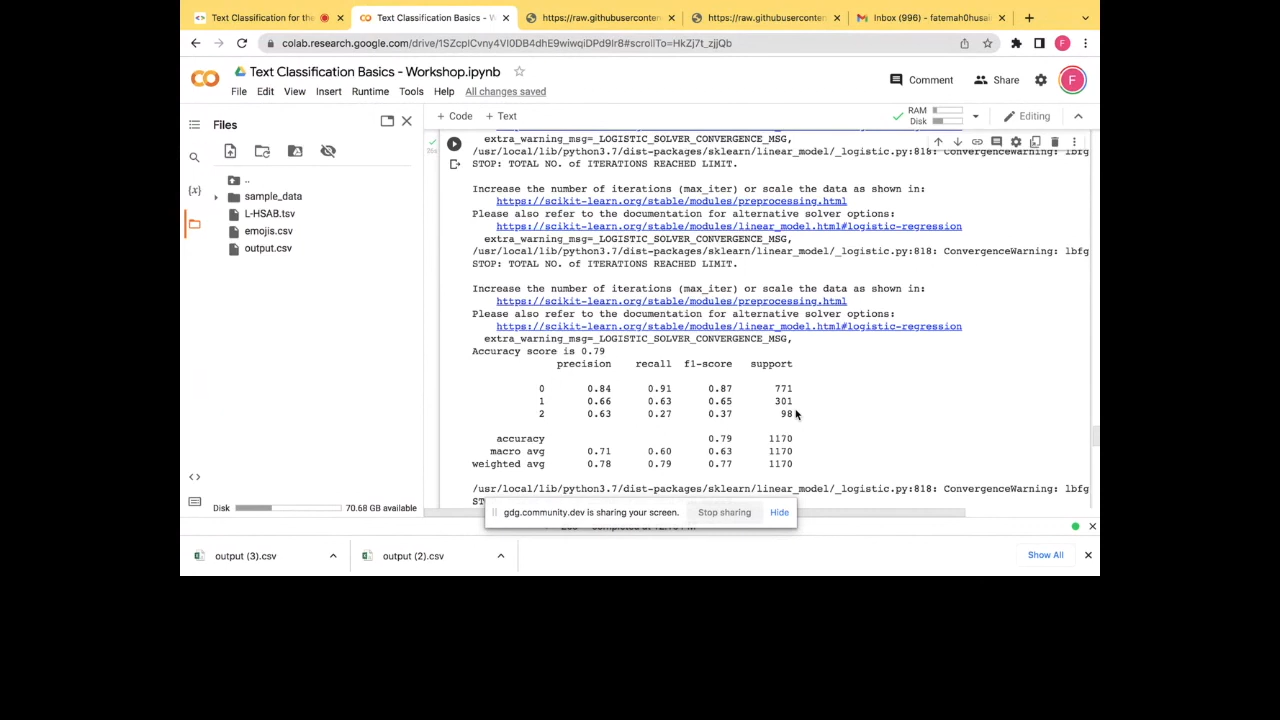 Text Classification for the
Text Classification Basics - W
https://raw.githubusercontent
https://raw.githubusercontent
Inbox (996) - fatemah0husai
colab.research.google.com/drive/1SZcpICvny4VI0DB4dhE9wiwqiDPd9Ir8#scrollTo=HkZj7t_zjjQb
F
Text Classification Basics - Workshop.ipynb
Comment
Share
F
File Edit View Insert Runtime Tools Help All changes saved
Files
+ Code + Text
RAM
Disk
Editing
..
sample_data
L-HSAB.tsv
emojis.csv
output.csv
{x}
extra_warning_msg=_LOGISTIC_SOLVER_CONVERGENCE_MSG,
/usr/local/lib/python3.7/dist-packages/sklearn/linear_model/_logistic.py:818: ConvergenceWarning: lbfg
STOP: TOTAL NO. of ITERATIONS REACHED LIMIT.
Increase the number of iterations (max_iter) or scale the data as shown in:
https://scikit-learn.org/stable/modules/preprocessing.html
Please also refer to the documentation for alternative solver options:
https://scikit-learn.org/stable/modules/linear_model.html#logistic-regression
extra_warning_msg=_LOGISTIC_SOLVER_CONVERGENCE_MSG,
/usr/local/lib/python3.7/dist-packages/sklearn/linear_model/_logistic.py:818: ConvergenceWarning: lbfg
STOP: TOTAL NO. of ITERATIONS REACHED LIMIT.
Increase the number of iterations (max_iter) or scale the data as shown in:
https://scikit-learn.org/stable/modules/preprocessing.html
Please also refer to the documentation for alternative solver options:
https://scikit-learn.org/stable/modules/linear_model.html#logistic-regression
extra_warning_msg=_LOGISTIC_SOLVER_CONVERGENCE_MSG,
Accuracy score is 0.79
precision recall f1-score support
0 0.84 0.91 0.87 771
1 0.66 0.63 0.65 301
2 0.63 0.27 0.37 98
accuracy 0.79 1170
macro avg 0.71 0.60 0.63 1170
weighted avg 0.78 0.79 0.77 1170
/usr/local/lib/python3.7/dist-packages/sklearn/linear_model/_logistic.py:818: ConvergenceWarning: lbfg
Disk 70.68 GB available
gdg.community.dev is sharing your screen. Stop sharing Hide
output (3).csv
output (2).csv
Show All